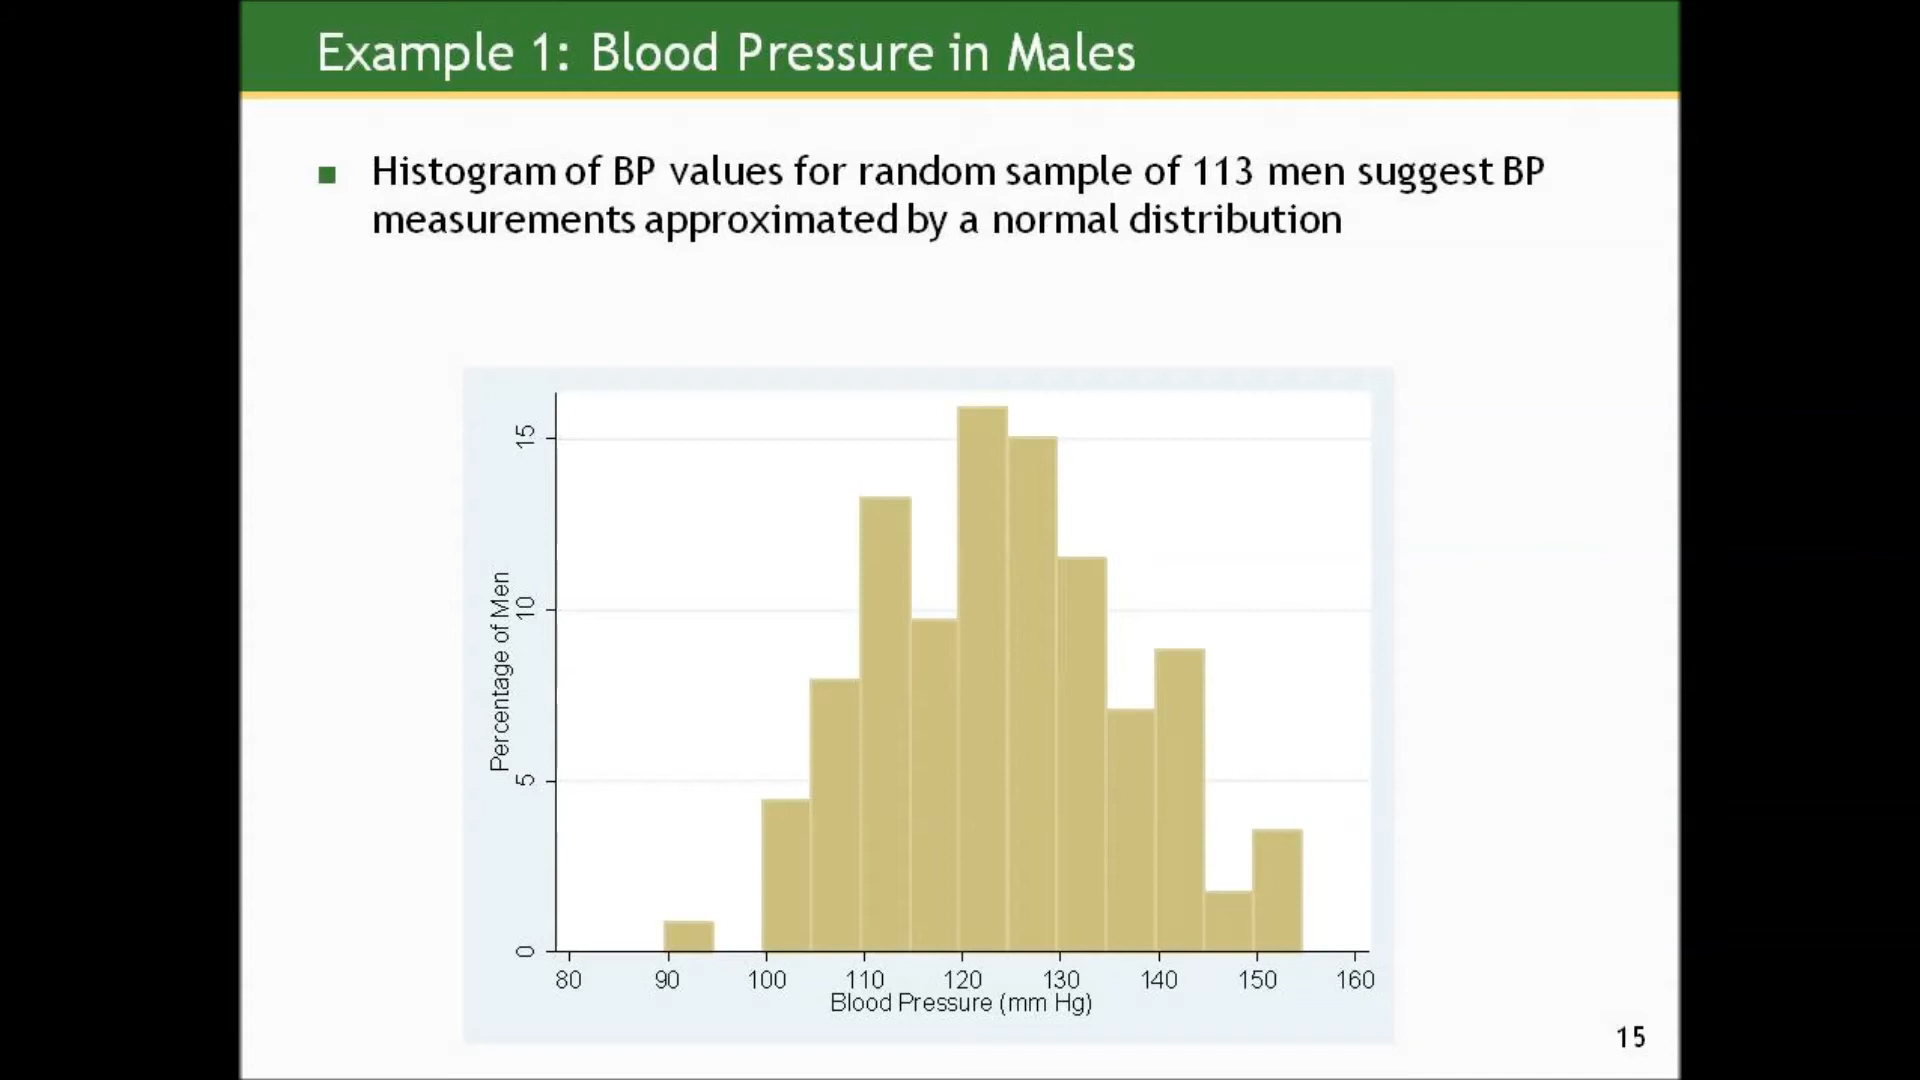 Example 1: Blood Pressure in Males
Histogram of BP values for random sample of 113 men suggest BP
measurements approximated by a normal distribution
Percentage of Men
15
10
5
0
80 90 100 110 120 130 140 150 160
Blood Pressure (mm Hg)
15